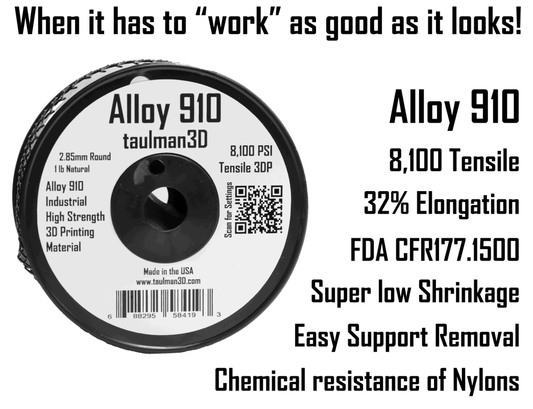 When it has to “work” as good as it looks!
Alloy 910
taulman3D
2.85mm Round
1 lb Natural
8,100 PSI
Tensile 3DP
Alloy 910
Industrial
High Strength
3D Printing
Material
Scan for Settings
Made in the USA
www.taulman3D.com
6 88295 58419 3
Alloy 910
8,100 Tensile
32% Elongation
FDA CFR177.1500
Super low Shrinkage
Easy Support Removal
Chemical resistance of Nylons